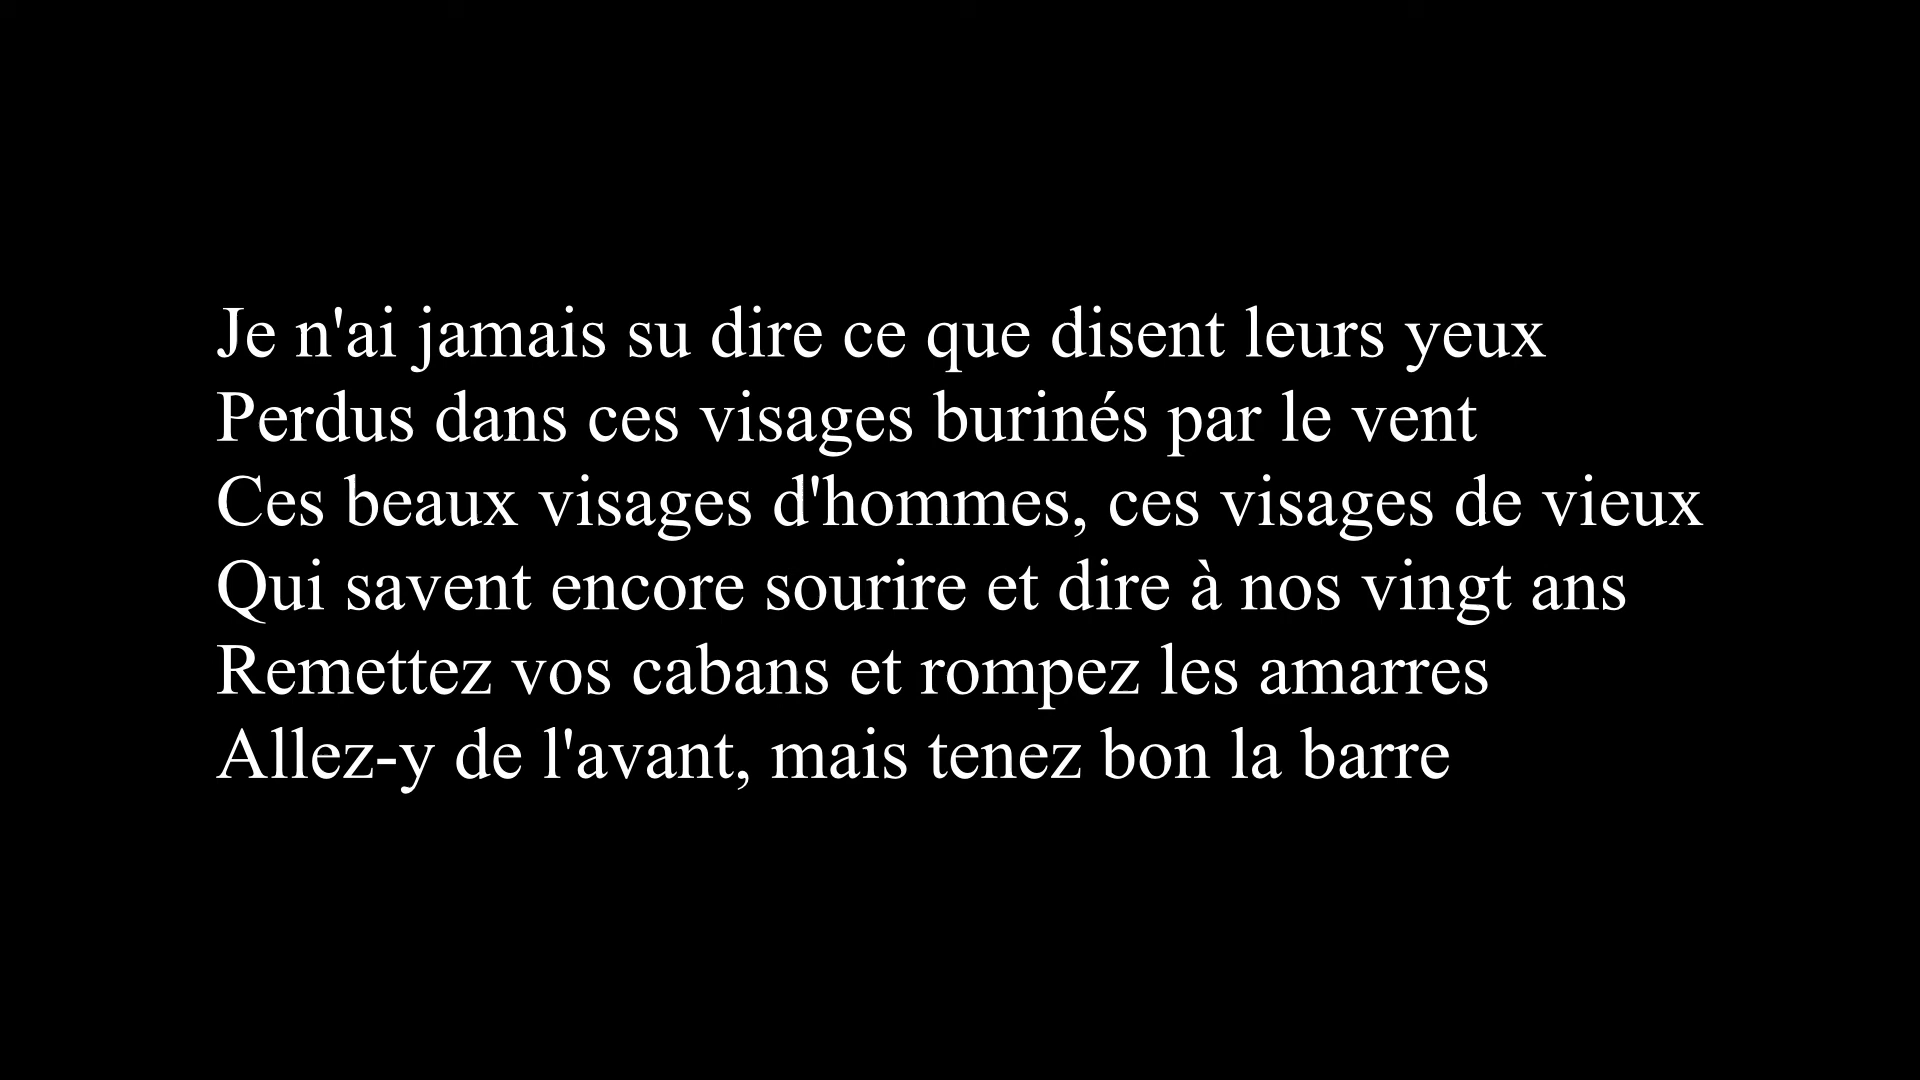 Je n'ai jamais su dire ce que disent leurs yeux
Perdus dans ces visages burinés par le vent
Ces beaux visages d'hommes, ces visages de vieux
Qui savent encore sourire et dire à nos vingt ans
Remettez vos cabans et rompez les amarres
Allez-y de l'avant, mais tenez bon la barre